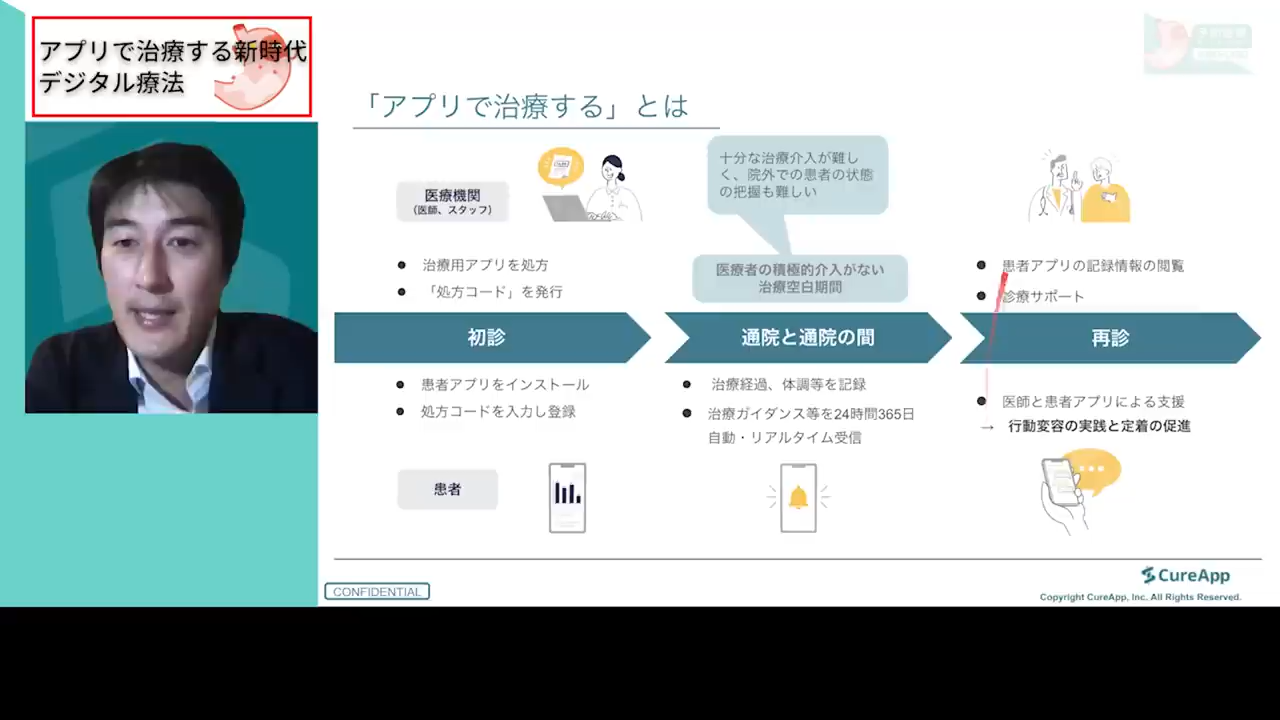 アプリで治療する新時代
デジタル療法
「アプリで治療する」とは
医療機関
(医師、スタッフ)
十分な治療介入が難し
く、院外での患者の状態
の把握も難しい
医療者の積極的介入がない
治療空白期間
● 治療用アプリを処方
● 「処方コード」を発行
● 患者アプリの記録情報の閲覧
● 診療サポート
初診
通院と通院の間
再診
● 患者アプリをインストール
● 処方コードを入力し登録
● 治療経過、体調等を記録
● 治療ガイダンス等を24時間365日
自動・リアルタイム受信
● 医師と患者アプリによる支援
→ 行動変容の実践と定着の促進
患者
CONFIDENTIAL
CureApp
Copyright CureApp, Inc. All Rights Reserved.